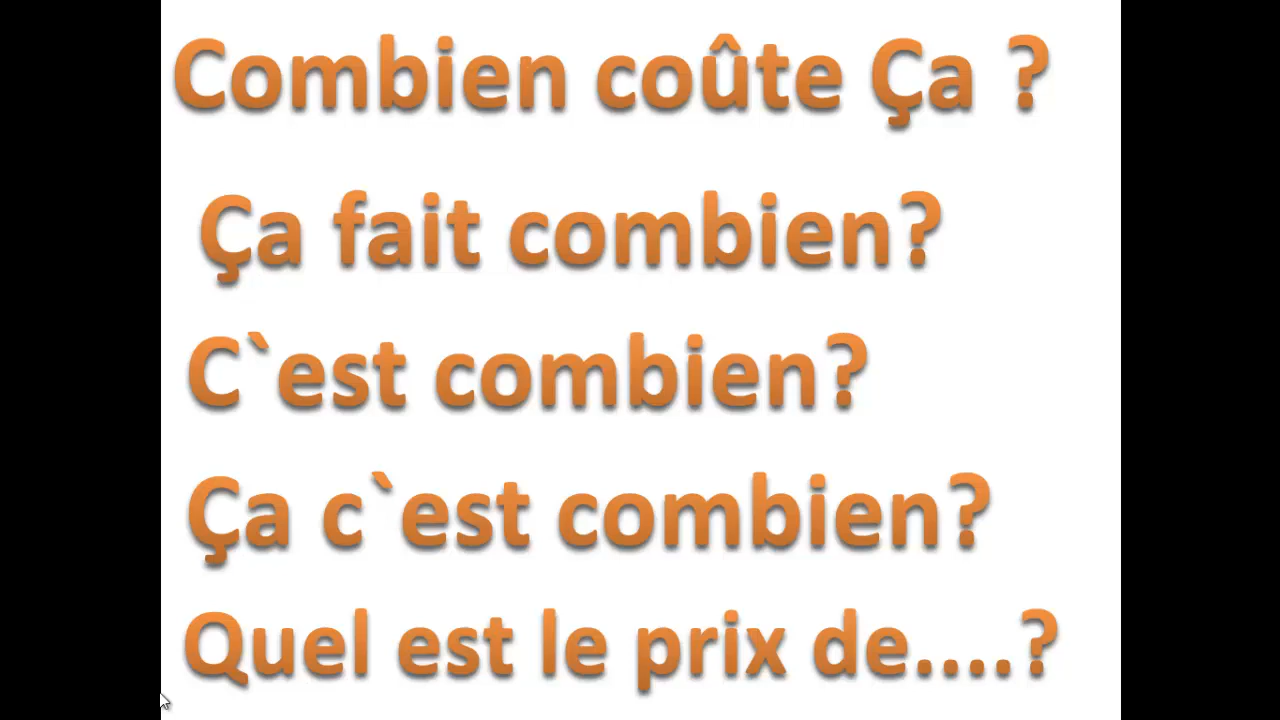 Combien coûte Ça ?
Ça fait combien?
C`est combien?
Ça c`est combien?
Quel est le prix de....?